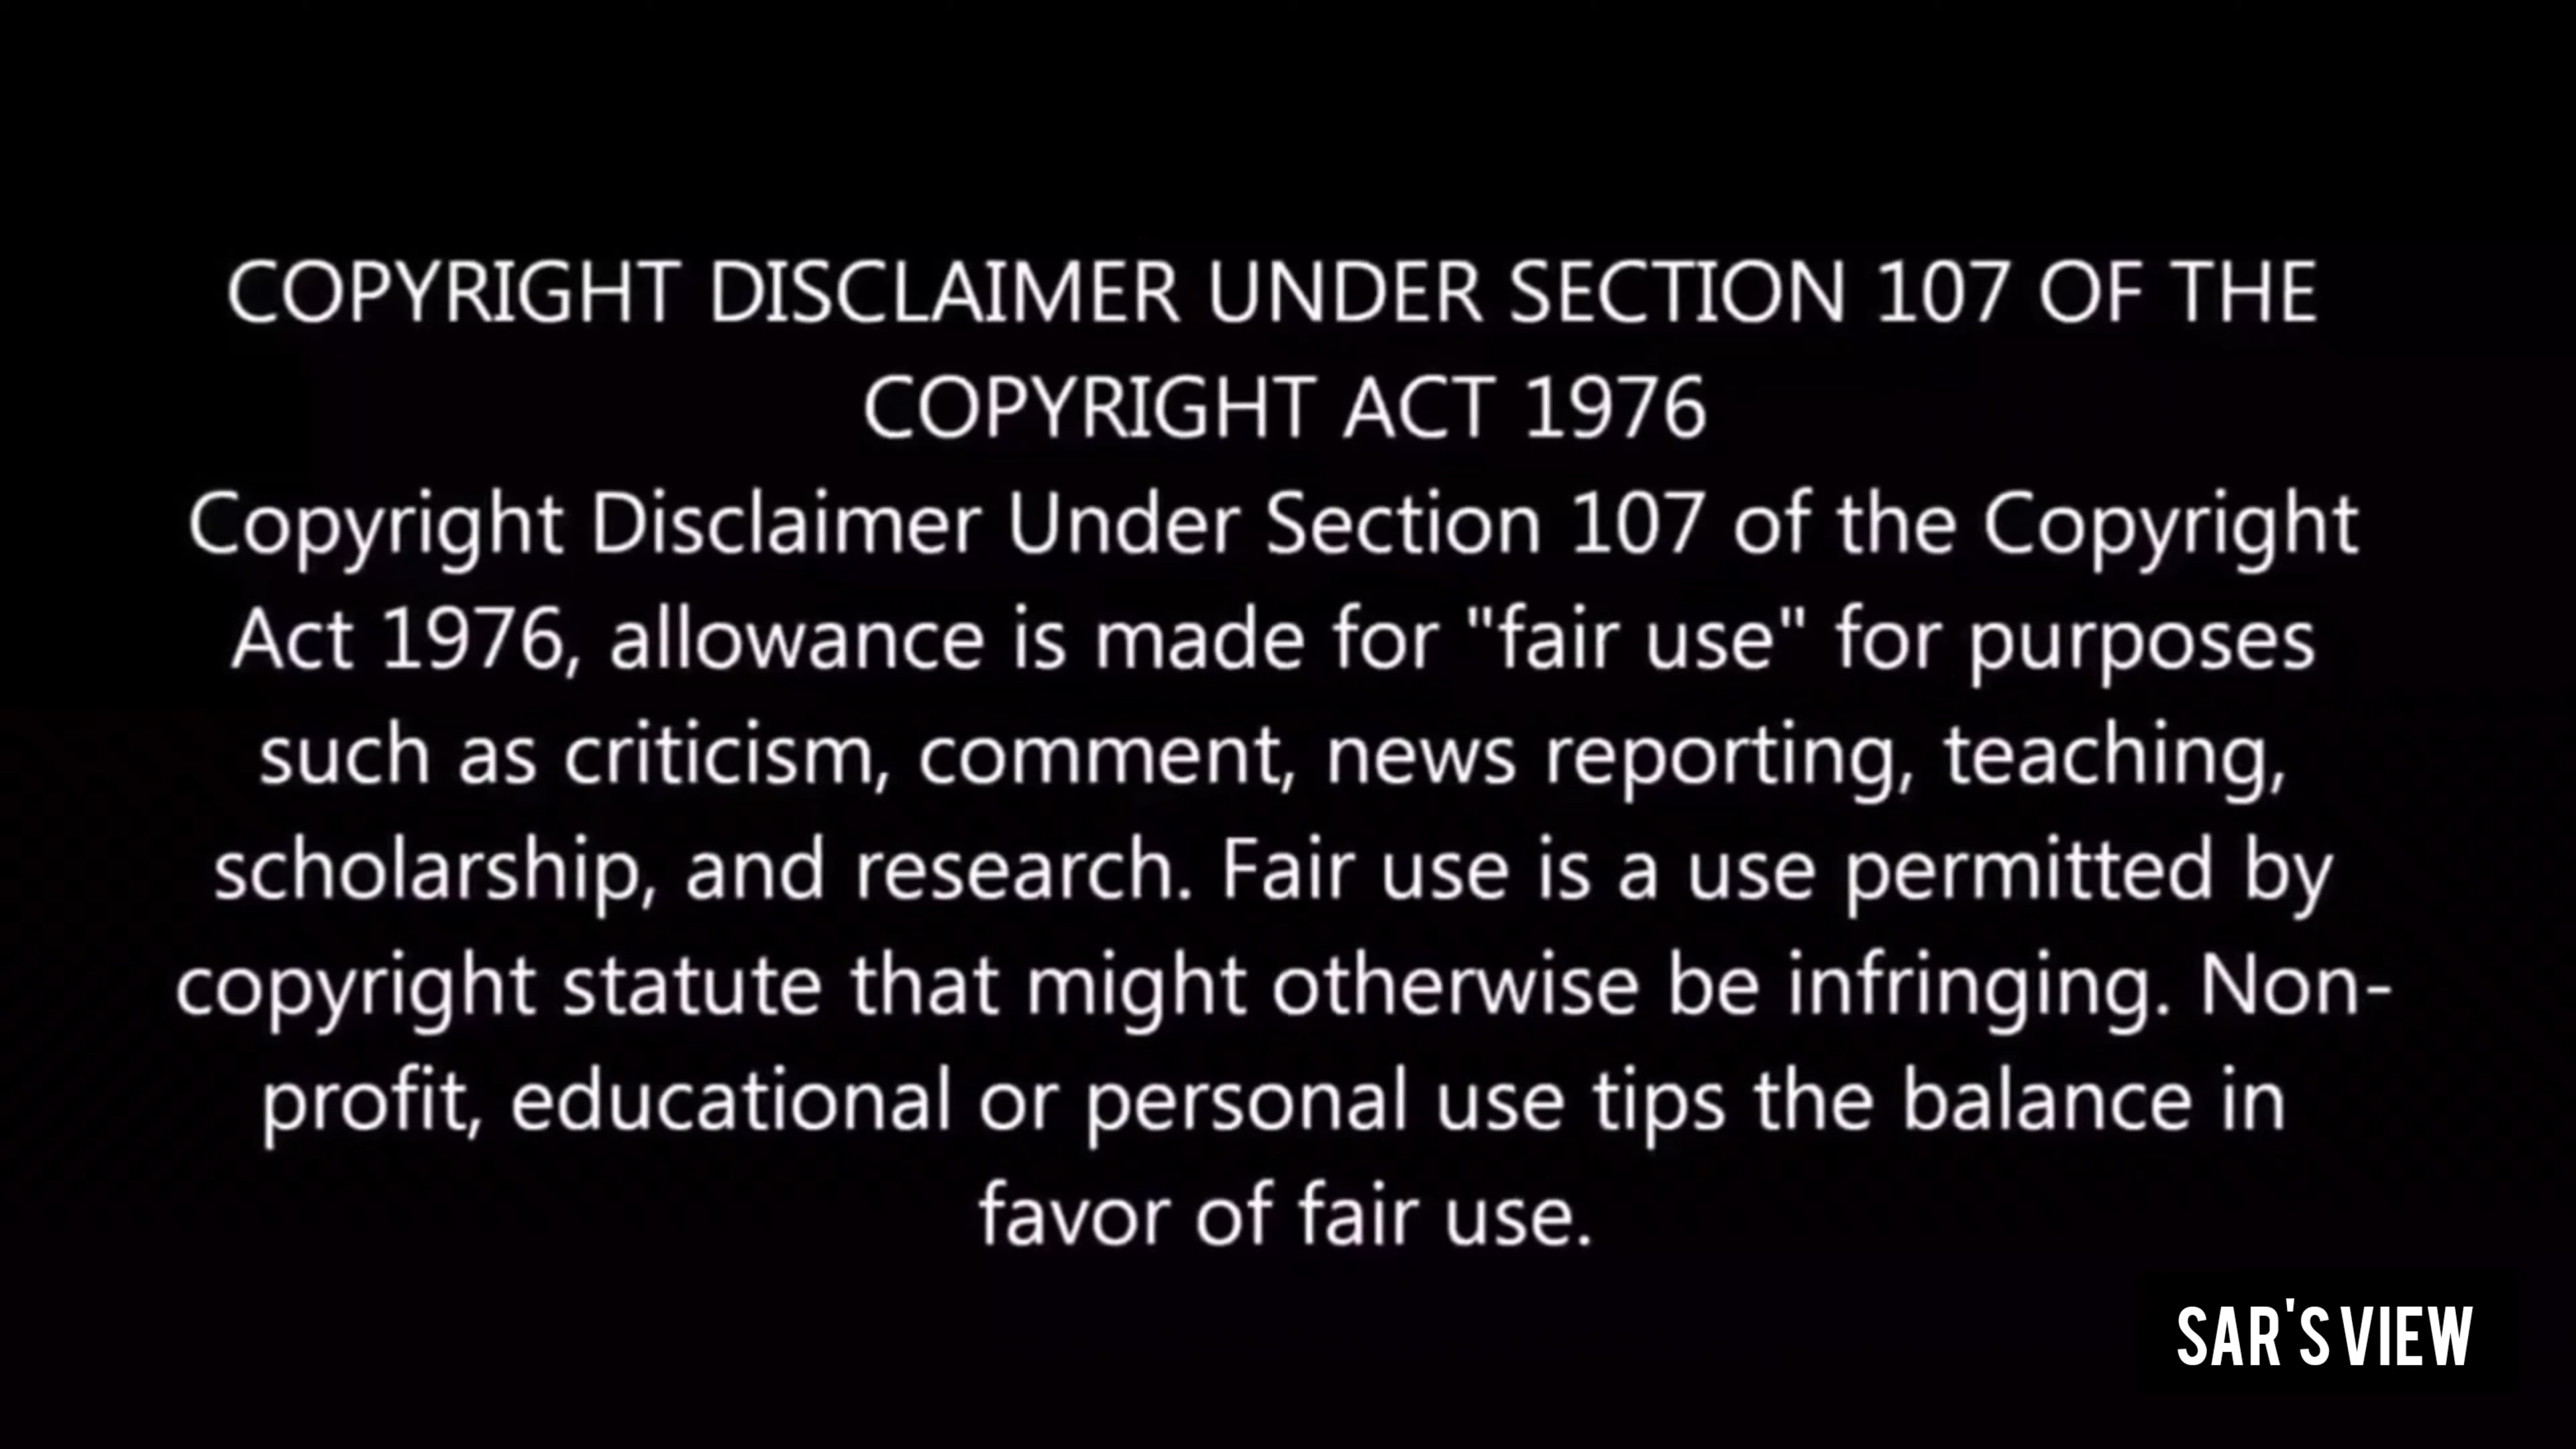 COPYRIGHT DISCLAIMER UNDER SECTION 107 OF THE
COPYRIGHT ACT 1976
Copyright Disclaimer Under Section 107 of the Copyright
Act 1976, allowance is made for "fair use" for purposes
such as criticism, comment, news reporting, teaching,
scholarship, and research. Fair use is a use permitted by
copyright statute that might otherwise be infringing. Non-
profit, educational or personal use tips the balance in
favor of fair use.
SAR'S VIEW